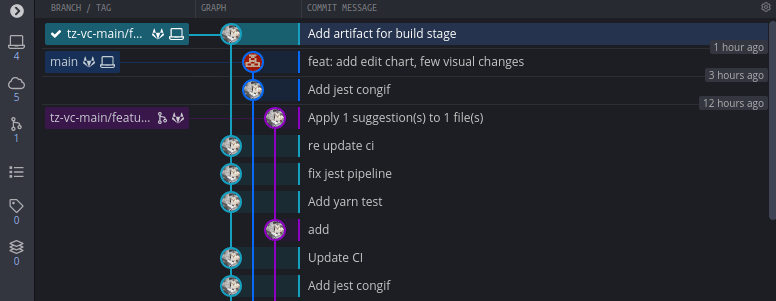 BRANCH / TAG GRAPH COMMIT MESSAGE
tz-vc-main/f... Add artifact for build stage
1 hour ago
main feat: add edit chart, few visual changes
3 hours ago
Add jest congif
12 hours ago
tz-vc-main/featu... Apply 1 suggestion(s) to 1 file(s)
re update ci
fix jest pipeline
Add yarn test
add
Update CI
Add jest congif
4
5
1
0
0